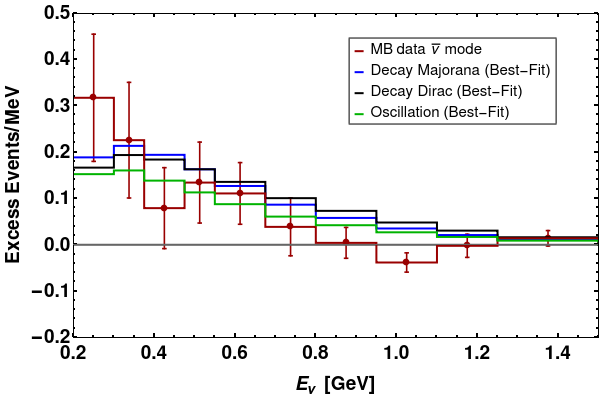 0.5
0.4
0.3
0.2
0.1
0.0
−0.1
−0.2
Excess Events/MeV
MB data ν̅ mode
Decay Majorana (Best−Fit)
Decay Dirac (Best−Fit)
Oscillation (Best−Fit)
0.2 0.4 0.6 0.8 1.0 1.2 1.4
Eν [GeV]